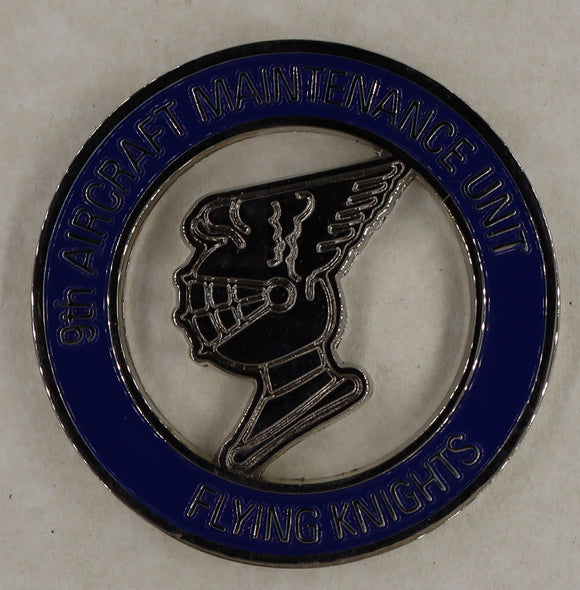 9th AIRCRAFT MAINTENANCE UNIT
FLYING KNIGHTS